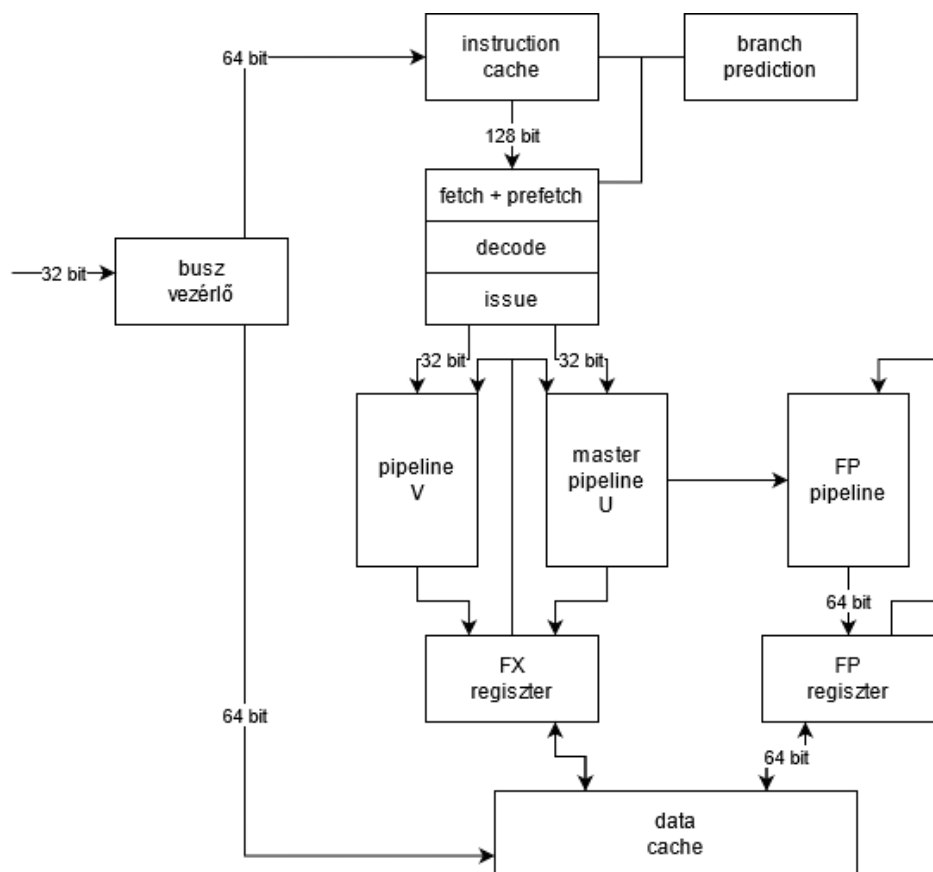 instruction
cache
branch
prediction
64 bit
128 bit
fetch + prefetch
decode
issue
32 bit
busz
vezérlő
32 bit
32 bit
pipeline
V
master
pipeline
U
FP
pipeline
64 bit
FX
regiszter
FP
regiszter
64 bit
64 bit
data
cache